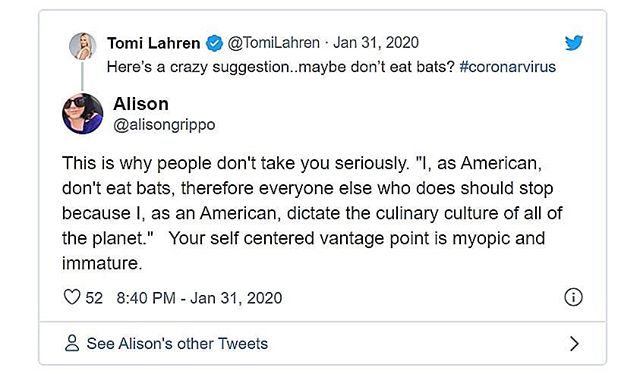 Tomi Lahren @TomiLahren · Jan 31, 2020
Here's a crazy suggestion..maybe don't eat bats? #coronarvirus
Alison
@alisongrippo
This is why people don't take you seriously. "I, as American,
don't eat bats, therefore everyone else who does should stop
because I, as an American, dictate the culinary culture of all of
the planet."   Your self centered vantage point is myopic and
immature.
52 8:40 PM - Jan 31, 2020
See Alison's other Tweets